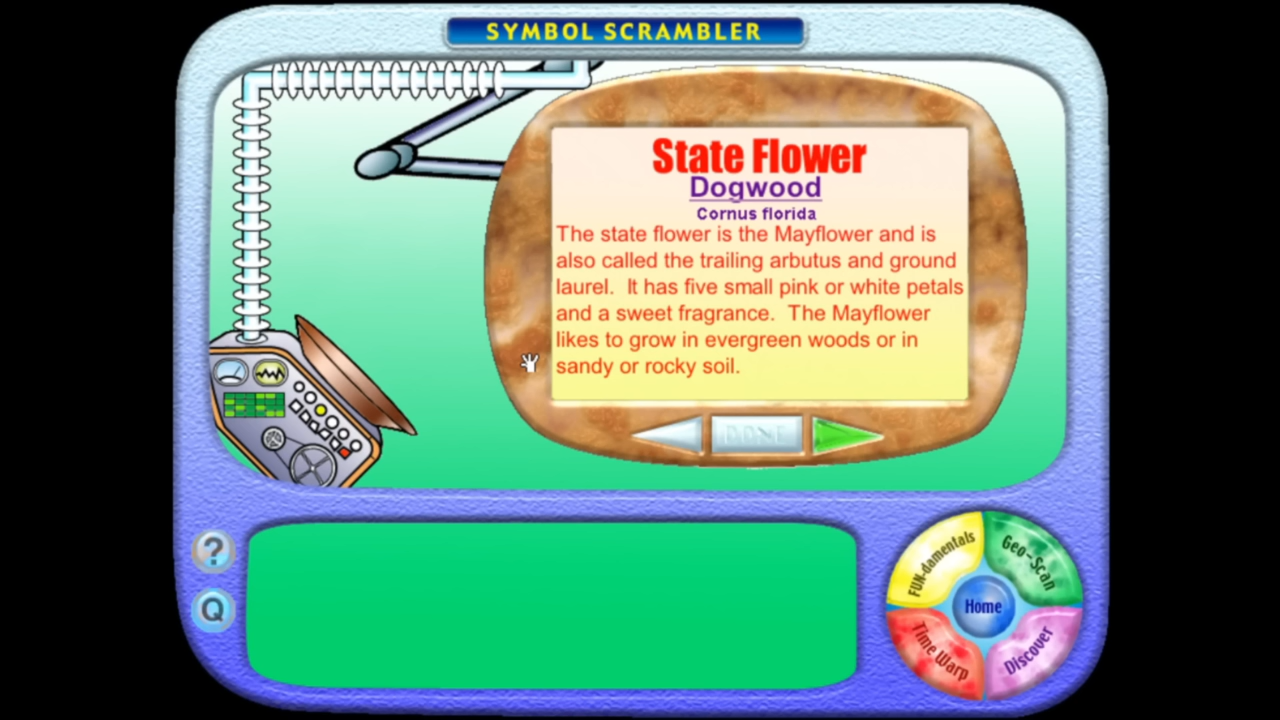 SYMBOL SCRAMBLER
State Flower
Dogwood
Cornus florida
The state flower is the Mayflower and is
also called the trailing arbutus and ground
laurel. It has five small pink or white petals
and a sweet fragrance. The Mayflower
likes to grow in evergreen woods or in
sandy or rocky soil.
DONE
?
Q
FUN-damentals
Geo-Scan
Home
Time Warp
Discover